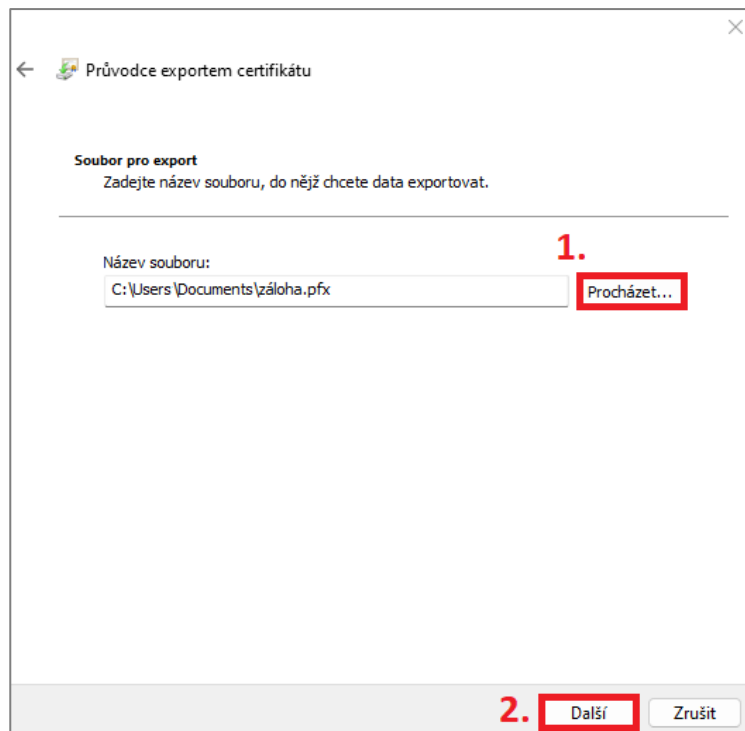 Průvodce exportem certifikátu
Soubor pro export
Zadejte název souboru, do nějž chcete data exportovat.
1.
Název souboru:
C:\Users\Documents\záloha.pfx
Procházet...
2.
Další
Zrušit